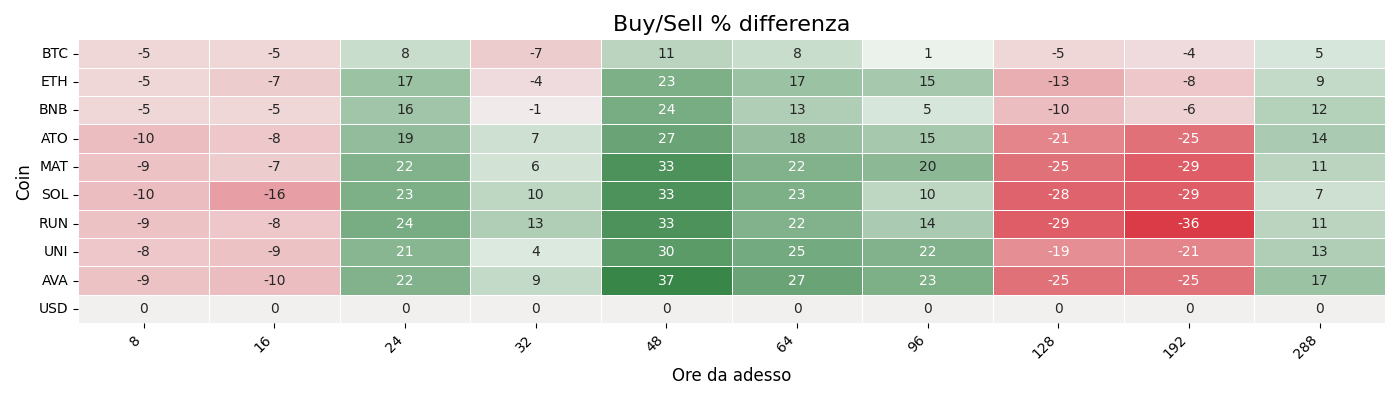 Buy/Sell % differenza
Coin
BTC -5 -5 8 -7 11 8 1 -5 -4 5
ETH -5 -7 17 -4 23 17 15 -13 -8 9
BNB -5 -5 16 -1 24 13 5 -10 -6 12
ATO -10 -8 19 7 27 18 15 -21 -25 14
MAT -9 -7 22 6 33 22 20 -25 -29 11
SOL -10 -16 23 10 33 23 10 -28 -29 7
RUN -9 -8 24 13 33 22 14 -29 -36 11
UNI -8 -9 21 4 30 25 22 -19 -21 13
AVA -9 -10 22 9 37 27 23 -25 -25 17
USD 0 0 0 0 0 0 0 0 0 0
8 16 24 32 48 64 96 128 192 288
Ore da adesso